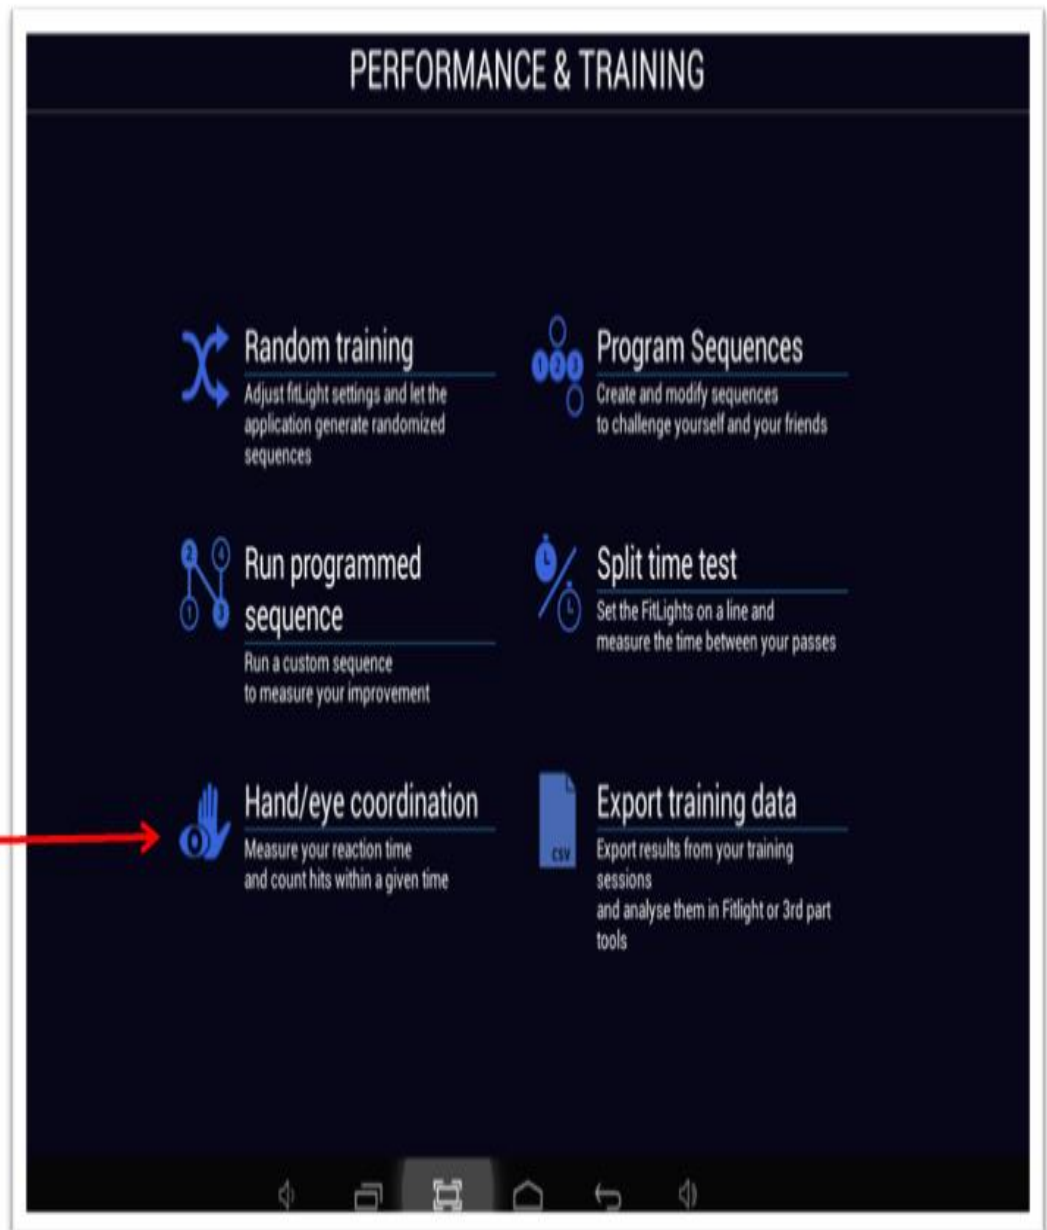 PERFORMANCE & TRAINING
Random training
Adjust fitLight settings and let the
application generate randomized
sequences
Program Sequences
Create and modify sequences
to challenge yourself and your friends
2 4
1 3
Run programmed
sequence
Run a custom sequence
to measure your improvement
Split time test
Set the FitLights on a line and
measure the time between your passes
Hand/eye coordination
Measure your reaction time
and count hits within a given time
CSV
Export training data
Export results from your training
sessions
and analyse them in Fitlight or 3rd part
tools